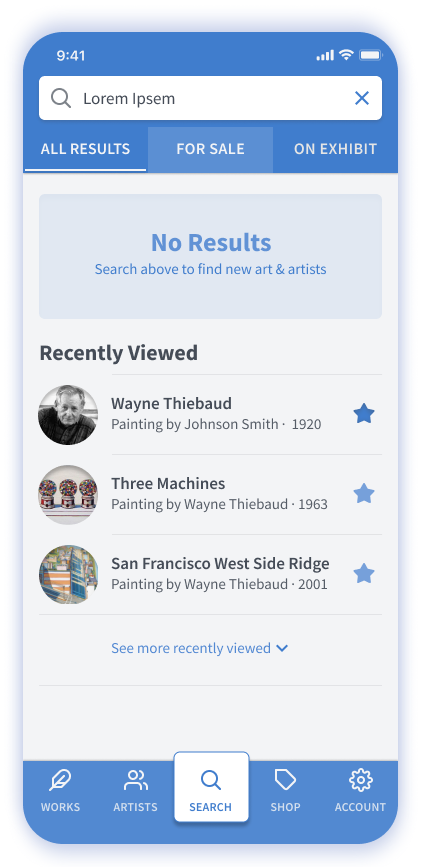 9:41
Lorem Ipsem
ALL RESULTS
FOR SALE
ON EXHIBIT
No Results
Search above to find new art & artists
Recently Viewed
Wayne Thiebaud
Painting by Johnson Smith · 1920
Three Machines
Painting by Wayne Thiebaud · 1963
San Francisco West Side Ridge
Painting by Wayne Thiebaud · 2001
See more recently viewed
WORKS
ARTISTS
SEARCH
SHOP
ACCOUNT